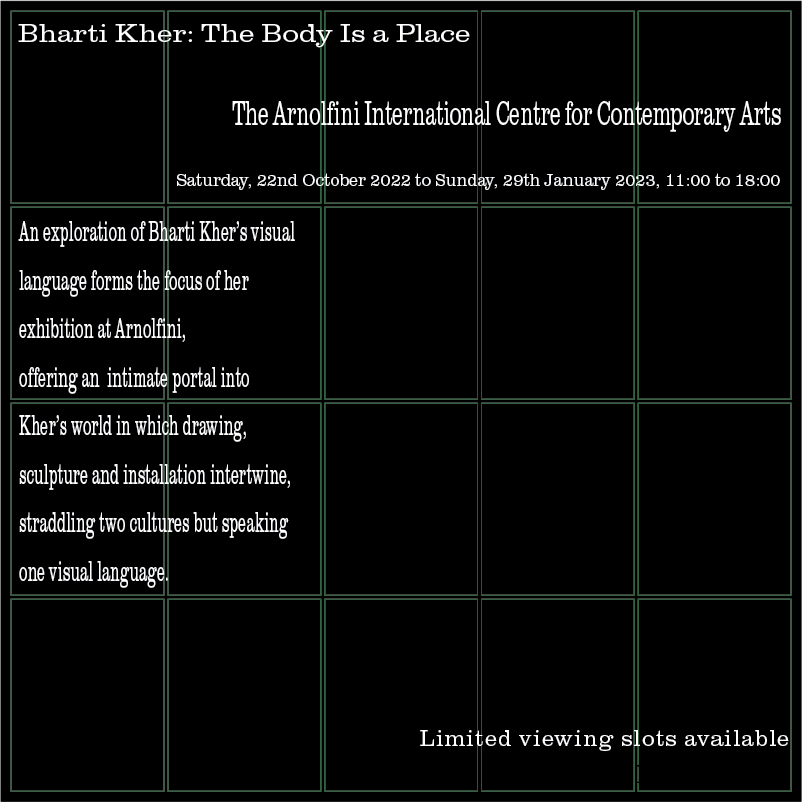 Bharti Kher: The Body Is a Place
The Arnolfini International Centre for Contemporary Arts
Saturday, 22nd October 2022 to Sunday, 29th January 2023, 11:00 to 18:00
An exploration of Bharti Kher’s visual
language forms the focus of her
exhibition at Arnolfini,
offering an  intimate portal into
Kher’s world in which drawing,
sculpture and installation intertwine,
straddling two cultures but speaking
one visual language.
Limited viewing slots available